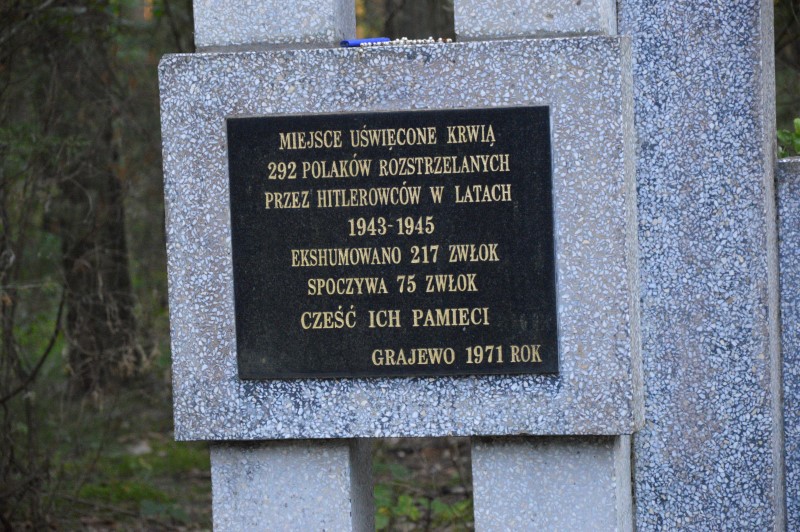 MIEJSCE UŚWIĘCONE KRWIĄ
292 POLAKÓW ROZSTRZELANYCH
PRZEZ HITLEROWCÓW W LATACH
1943-1945
EKSHUMOWANO 217 ZWŁOK
SPOCZYWA 75 ZWŁOK
CZEŚĆ ICH PAMIĘCI
GRAJEWO 1971 ROK